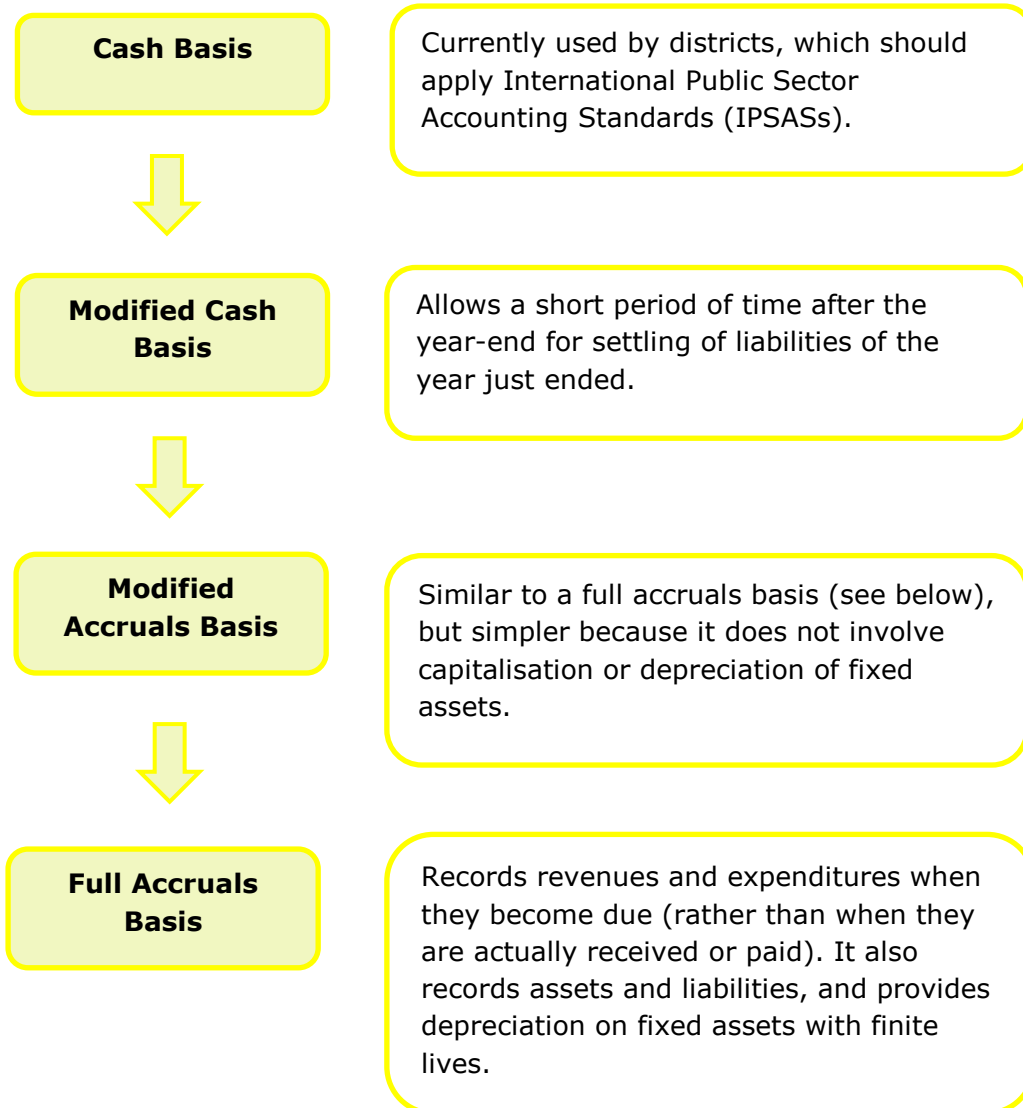 Cash Basis
Currently used by districts, which should
apply International Public Sector
Accounting Standards (IPSASs).
Modified Cash
Basis
Allows a short period of time after the
year-end for settling of liabilities of the
year just ended.
Modified
Accruals Basis
Similar to a full accruals basis (see below),
but simpler because it does not involve
capitalisation or depreciation of fixed
assets.
Full Accruals
Basis
Records revenues and expenditures when
they become due (rather than when they
are actually received or paid). It also
records assets and liabilities, and provides
depreciation on fixed assets with finite
lives.